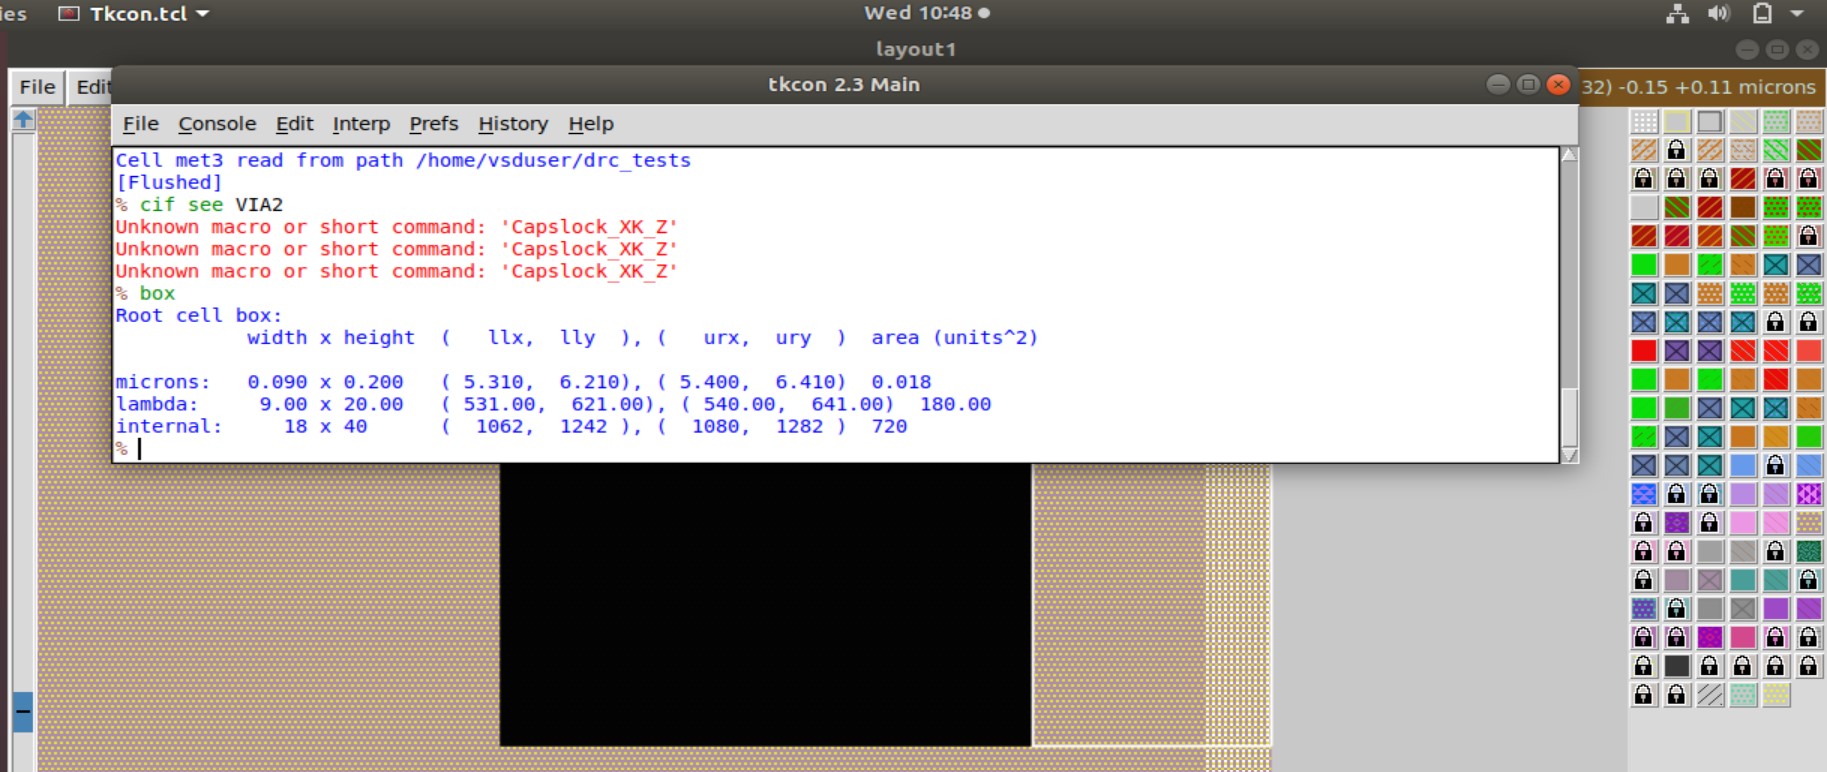 ies Tkcon.tcl Wed 10:48
layout1
File Edit 32) -0.15 +0.11 microns
tkcon 2.3 Main
File Console Edit Interp Prefs History Help
Cell met3 read from path /home/vsduser/drc_tests
[Flushed]
% cif see VIA2
Unknown macro or short command: 'Capslock_XK_Z'
Unknown macro or short command: 'Capslock_XK_Z'
Unknown macro or short command: 'Capslock_XK_Z'
% box
Root cell box:
width x height ( llx, lly ), ( urx, ury ) area (units^2)
microns: 0.090 x 0.200 ( 5.310, 6.210), ( 5.400, 6.410) 0.018
lambda: 9.00 x 20.00 ( 531.00, 621.00), ( 540.00, 641.00) 180.00
internal: 18 x 40 ( 1062, 1242 ), ( 1080, 1282 ) 720
%